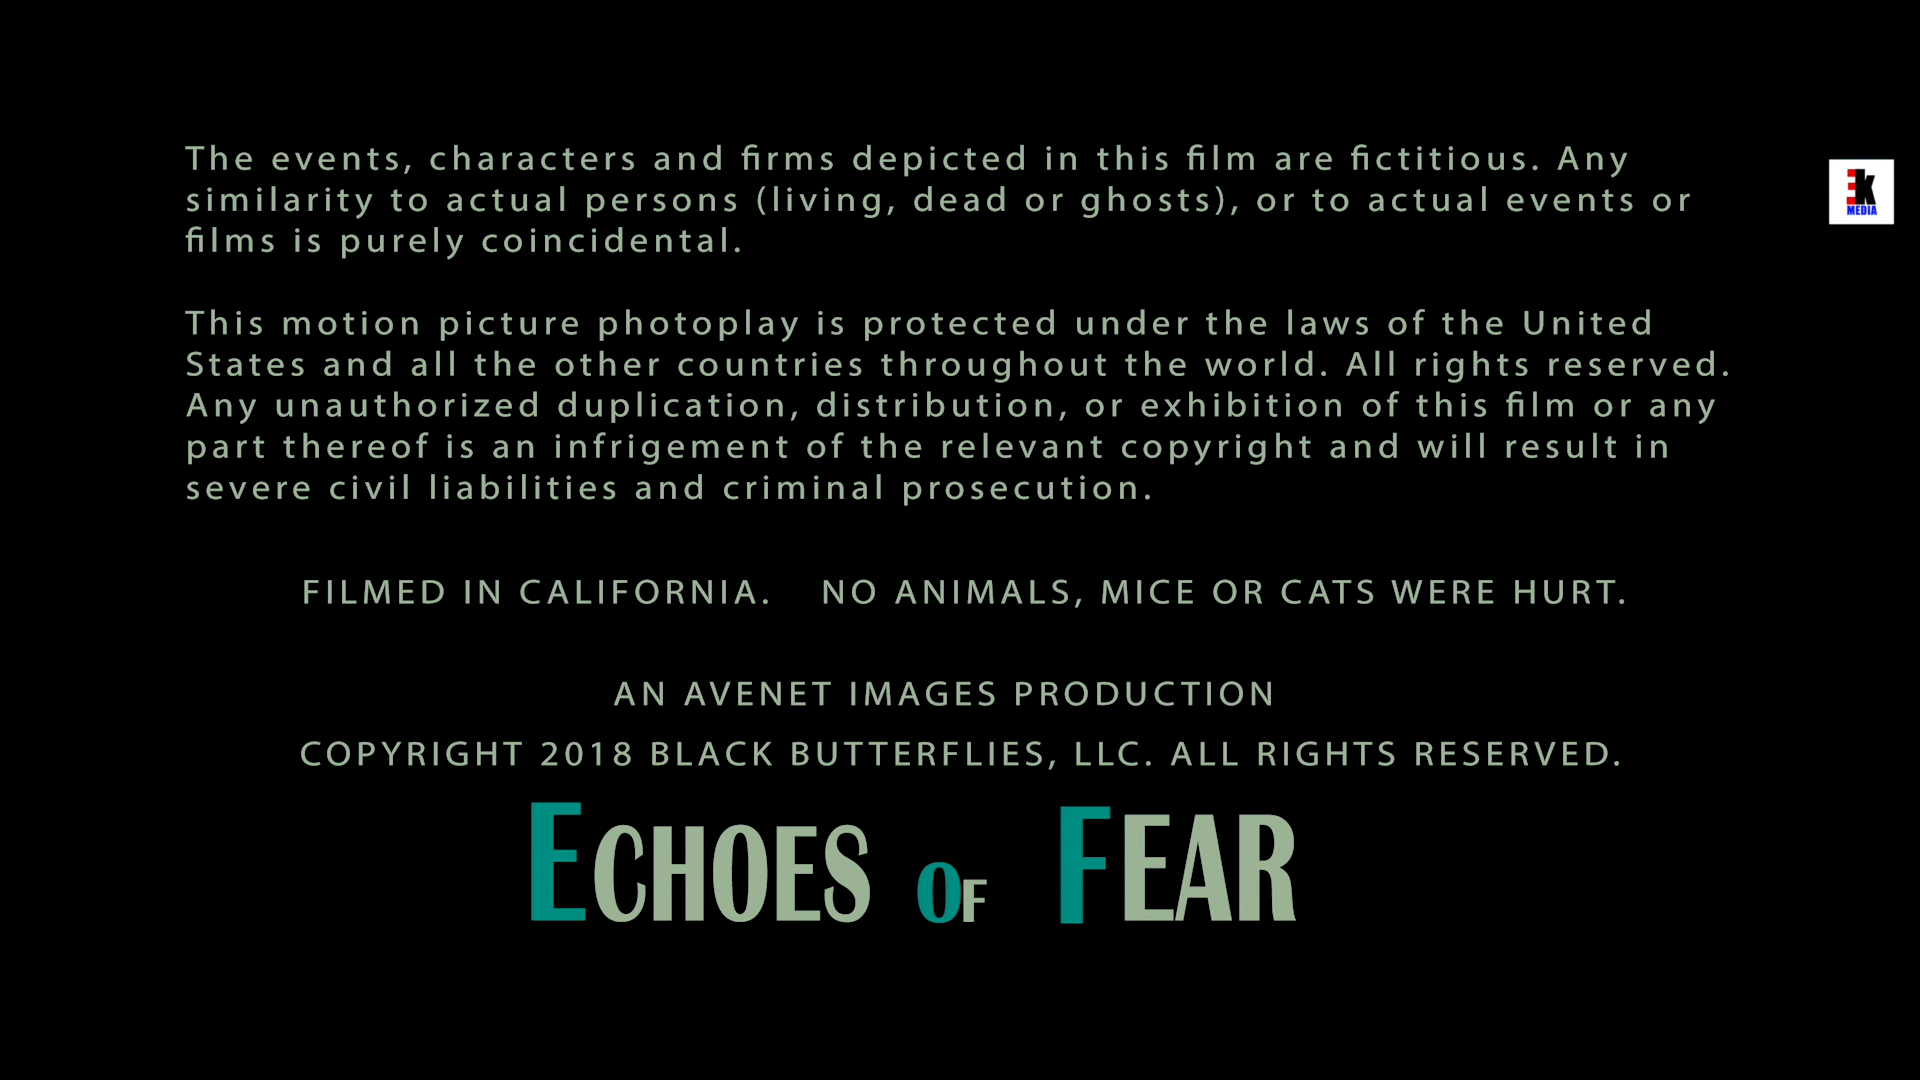 The events, characters and firms depicted in this film are fictitious. Any
similarity to actual persons (living, dead or ghosts), or to actual events or
films is purely coincidental.
This motion picture photoplay is protected under the laws of the United
States and all the other countries throughout the world. All rights reserved.
Any unauthorized duplication, distribution, or exhibition of this film or any
part thereof is an infrigement of the relevant copyright and will result in
severe civil liabilities and criminal prosecution.
FILMED IN CALIFORNIA. NO ANIMALS, MICE OR CATS WERE HURT.
AN AVENET IMAGES PRODUCTION
COPYRIGHT 2018 BLACK BUTTERFLIES, LLC. ALL RIGHTS RESERVED.
ECHOES OF FEAR
EK
MEDIA